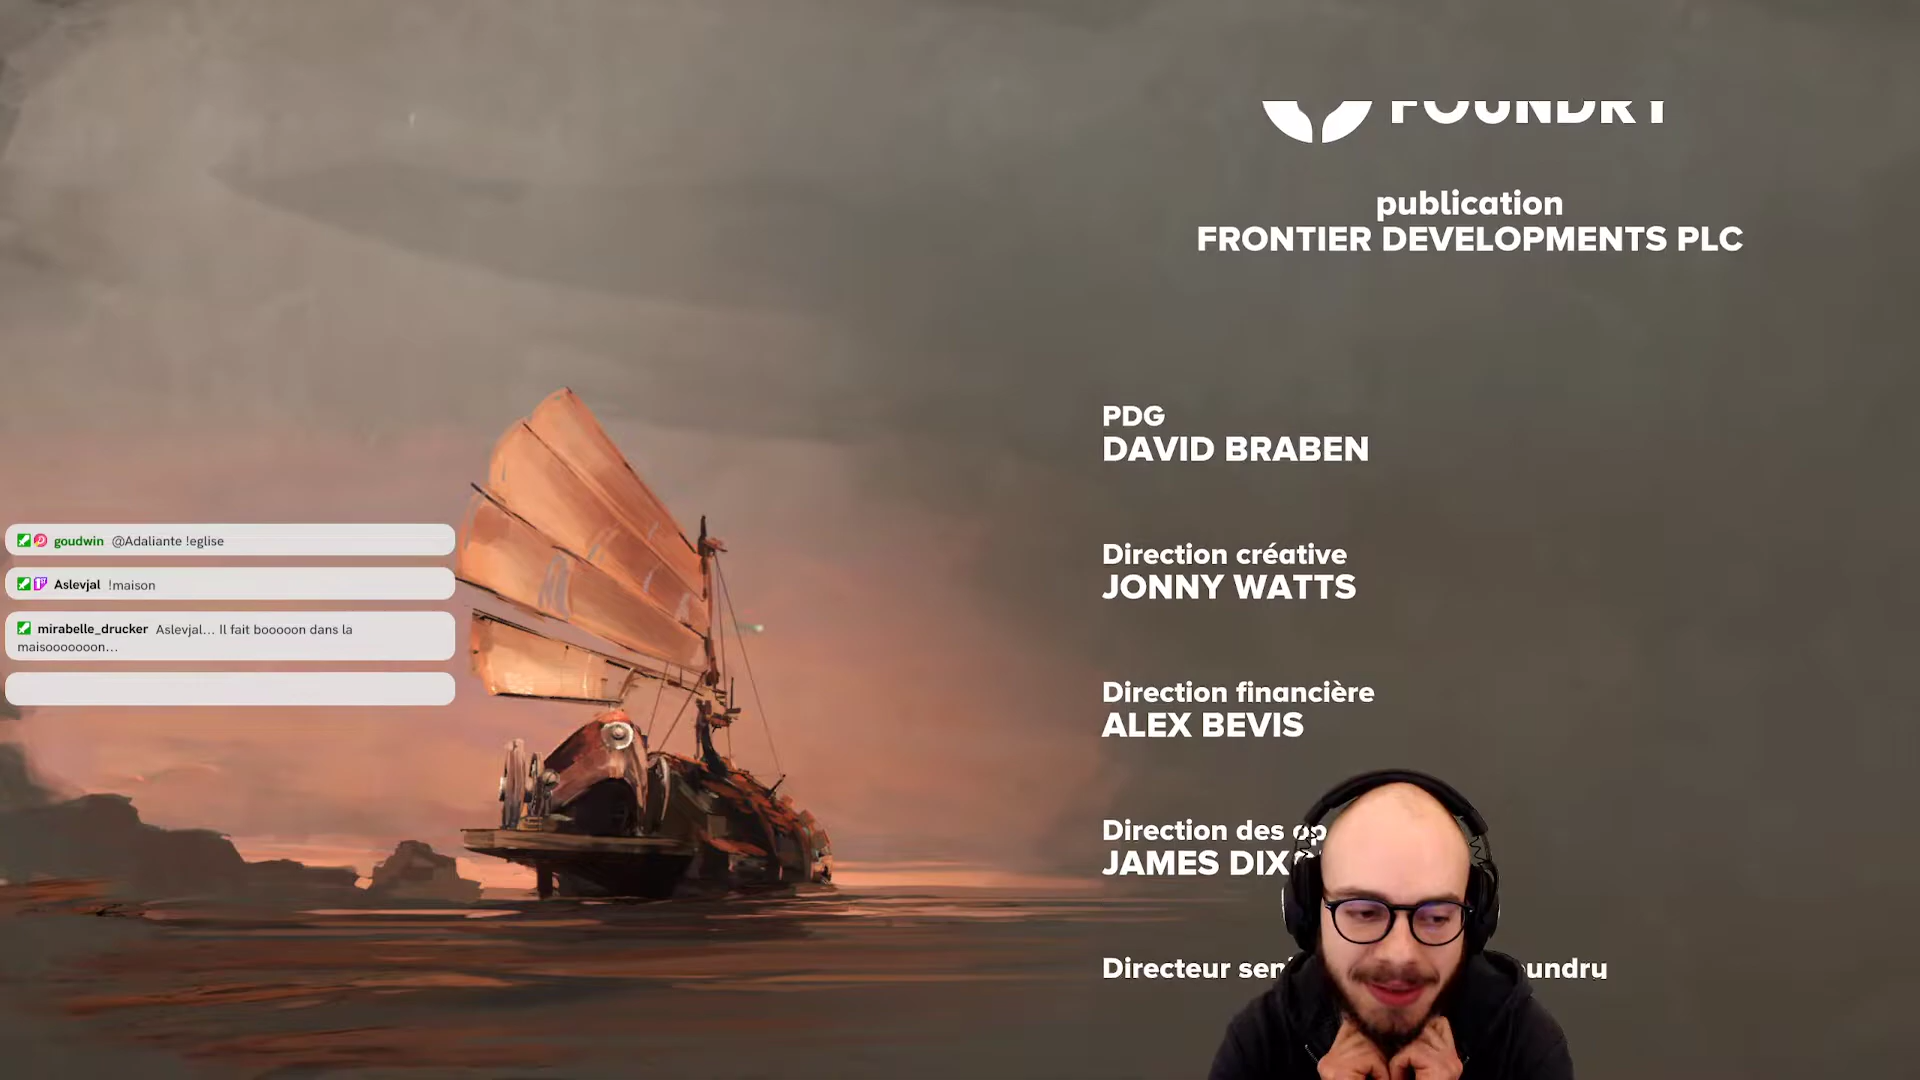 FOUNDRY
publication
FRONTIER DEVELOPMENTS PLC
PDG
DAVID BRABEN
Direction créative
JONNY WATTS
Direction financière
ALEX BEVIS
Direction des
JAMES
Directeur
goudwin @Adaliante !eglise
Aslevjal !maison
mirabelle_drucker Aslevjal... Il fait booooon dans la
maisooooooon...